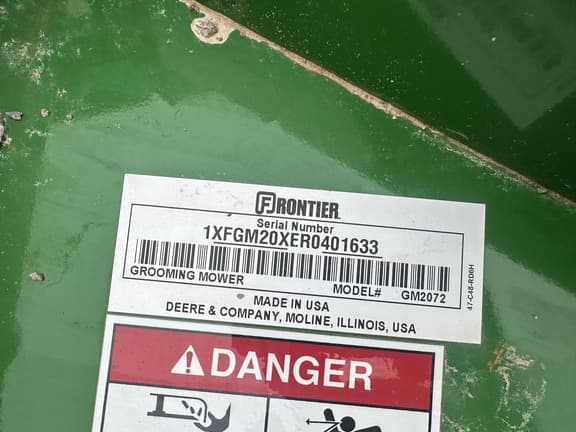 FRONTIER
Serial Number
1XFGM20XER0401633
GROOMING MOWER MODEL# GM2072
MADE IN USA
DEERE & COMPANY, MOLINE, ILLINOIS, USA
47-C48-RD6H
DANGER